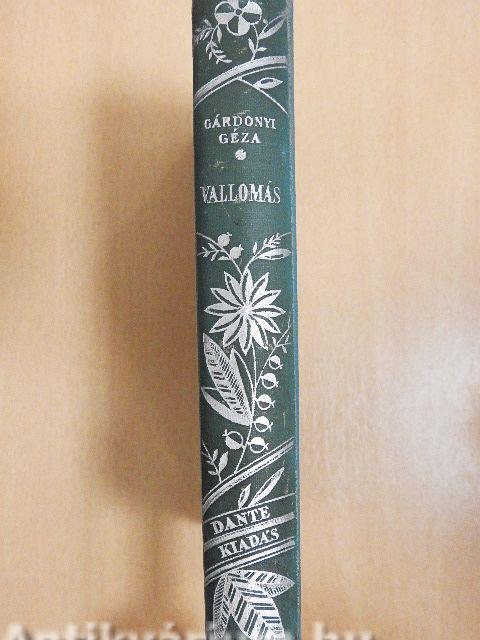 GÁRDONYI
GÉZA
VALLOMÁS
DANTE
KIADÁS